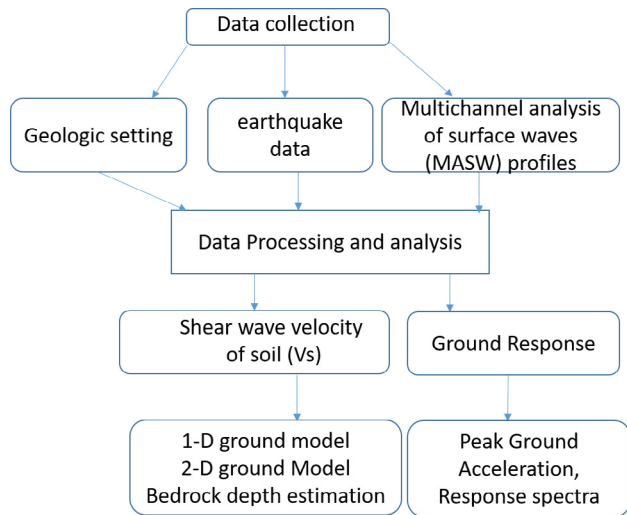 Data collection
Geologic setting
earthquake
data
Multichannel analysis
of surface waves
(MASW) profiles
Data Processing and analysis
Shear wave velocity
of soil (Vs)
Ground Response
1-D ground model
2-D ground Model
Bedrock depth estimation
Peak Ground
Acceleration,
Response spectra